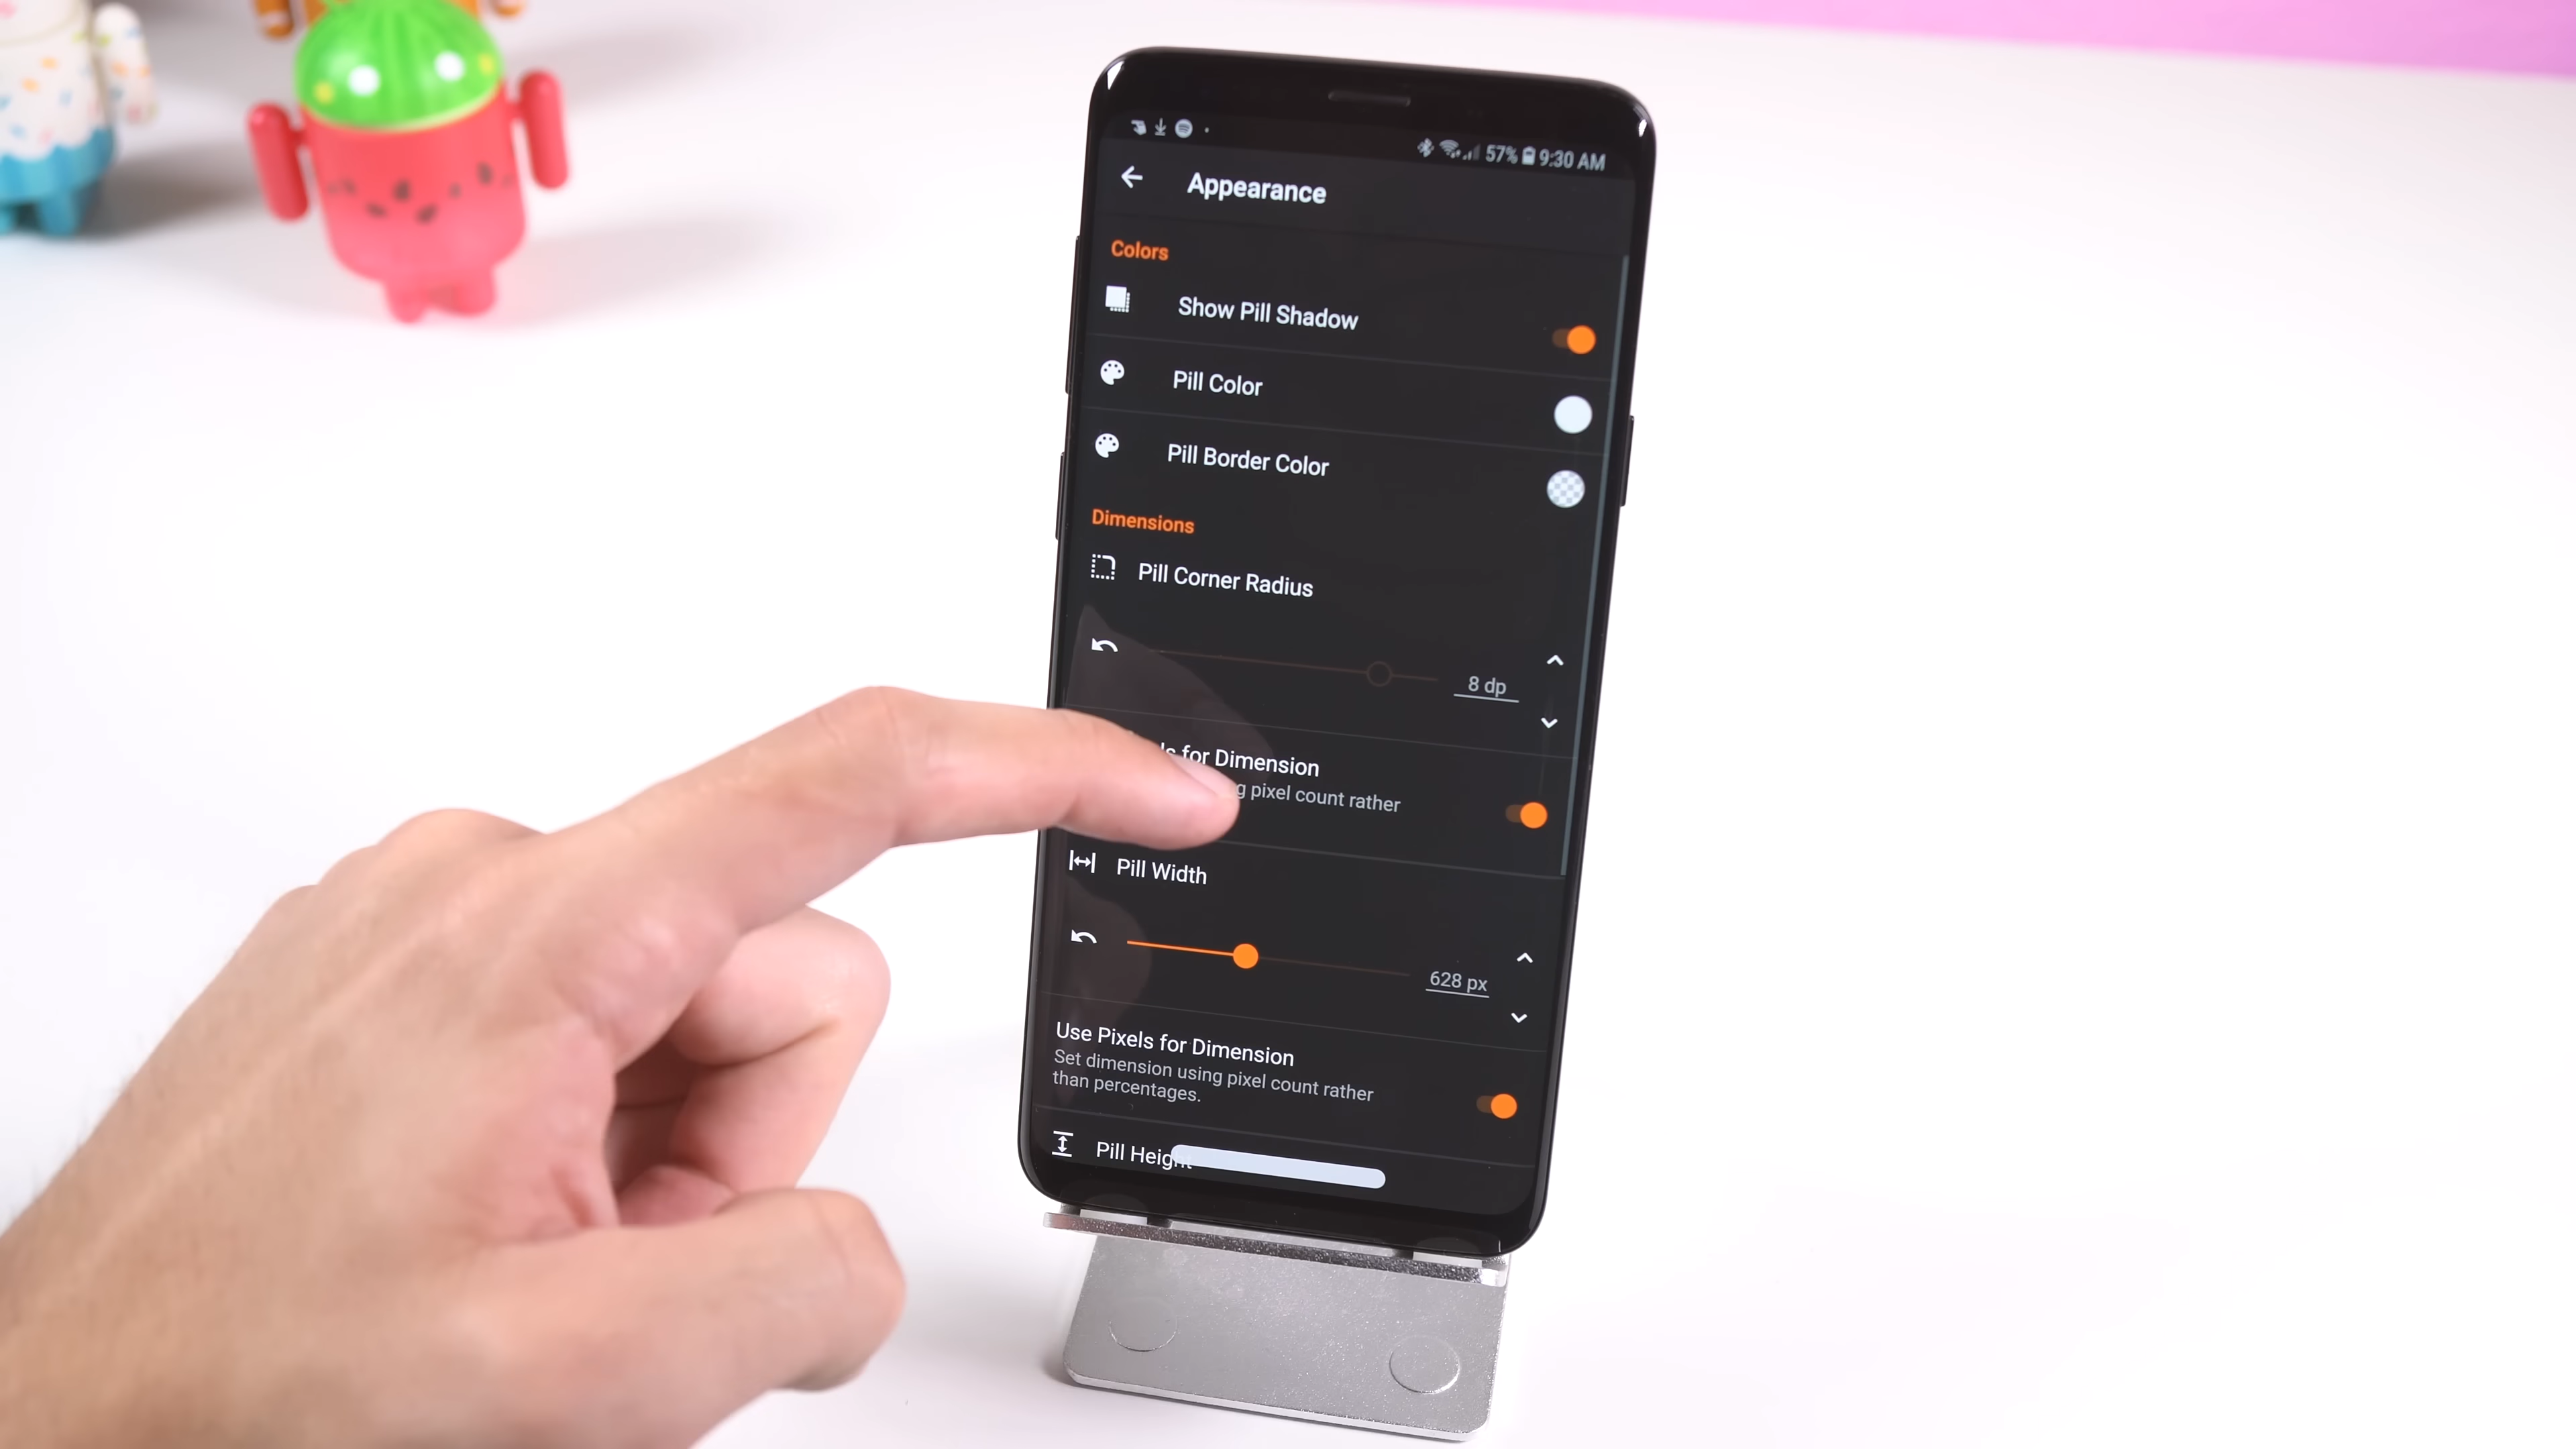 57% 9:30 AM
Appearance
Colors
Show Pill Shadow
Pill Color
Pill Border Color
Dimensions
Pill Corner Radius
8 dp
for Dimension
pixel count rather
Pill Width
628 px
Use Pixels for Dimension
Set dimension using pixel count rather
than percentages.
Pill Height